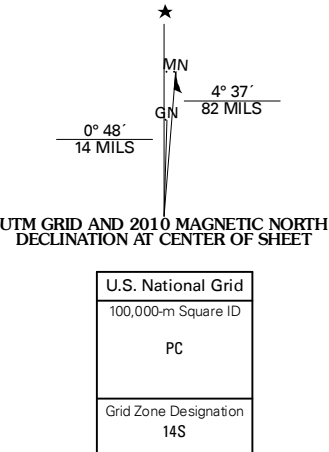 MN
4° 37´
82 MILS
GN
0° 48´
14 MILS
UTM GRID AND 2010 MAGNETIC NORTH
DECLINATION AT CENTER OF SHEET
U.S. National Grid
100,000-m Square ID
PC
Grid Zone Designation
14S